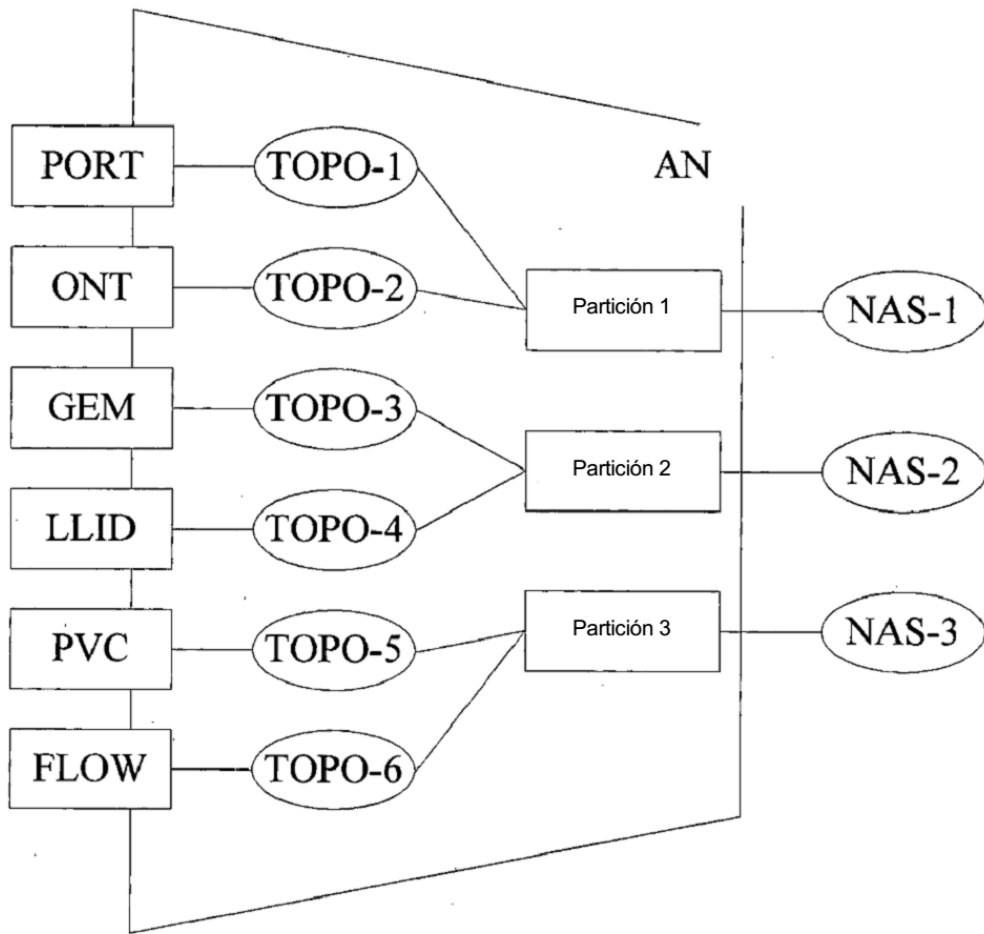 AN
PORT
TOPO-1
ONT
TOPO-2
Partición 1
NAS-1
GEM
TOPO-3
Partición 2
NAS-2
LLID
TOPO-4
PVC
TOPO-5
Partición 3
NAS-3
FLOW
TOPO-6